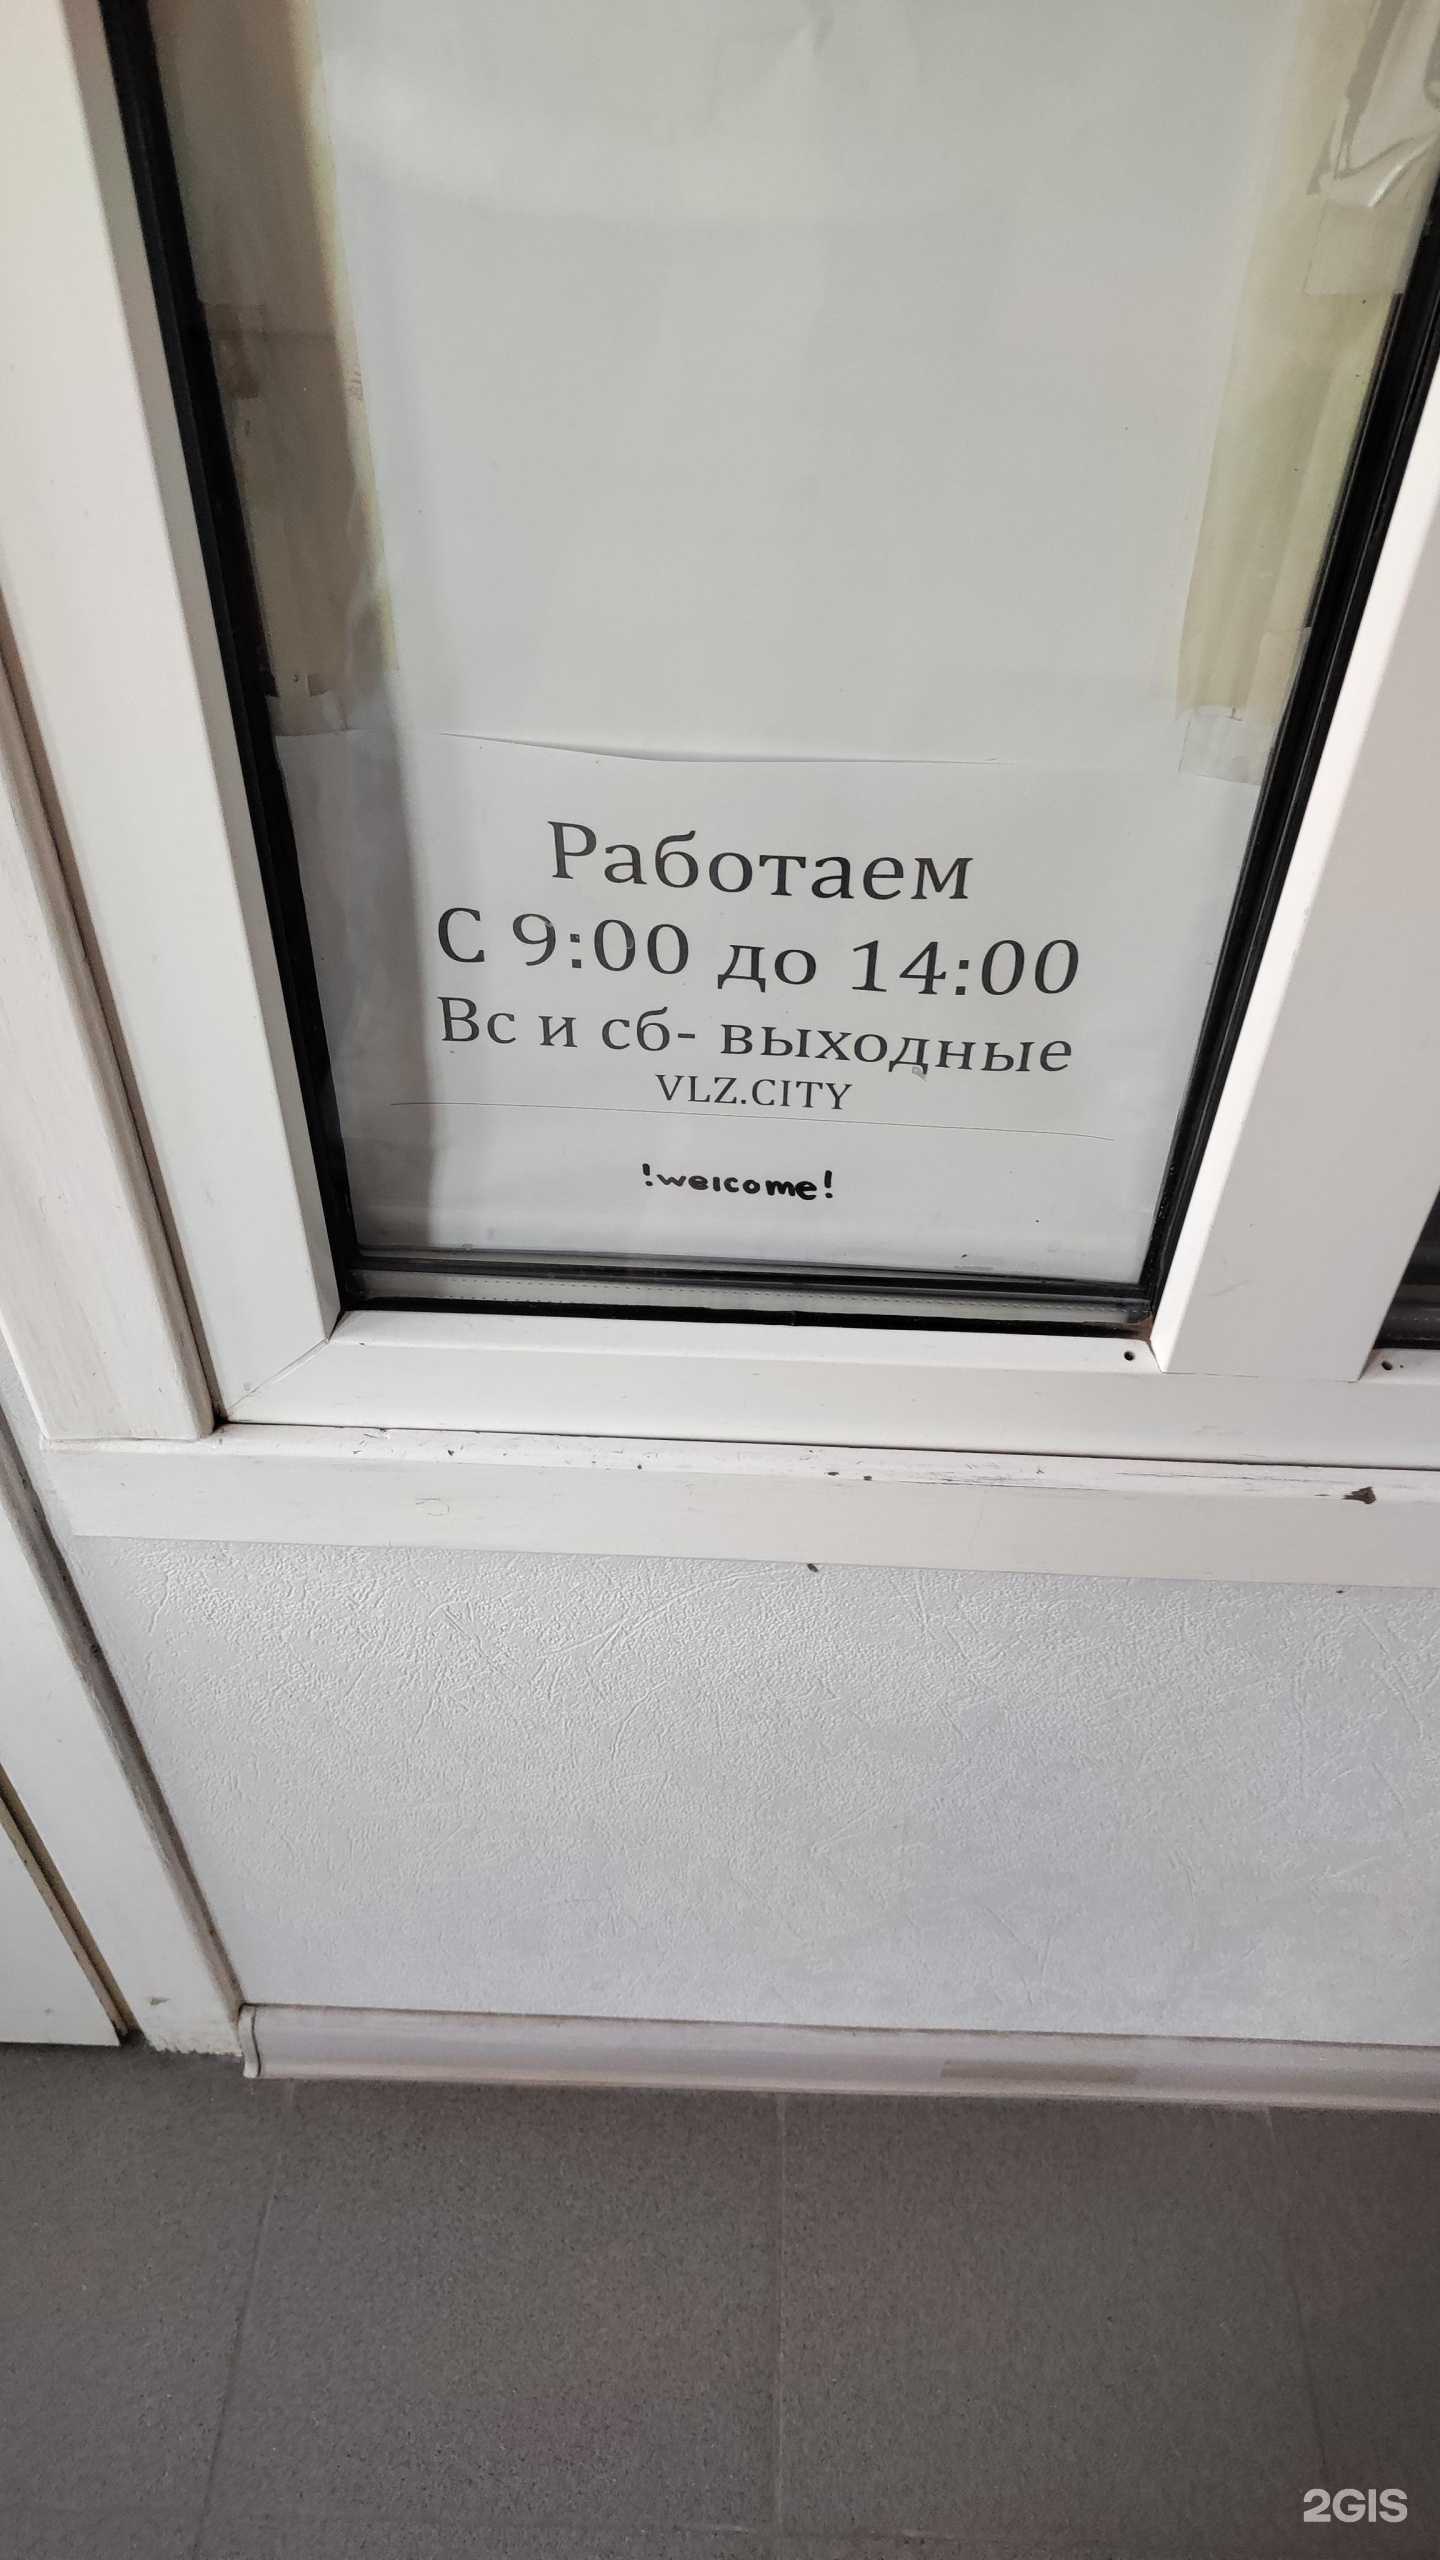 Работаем
С 9:00 до 14:00
Вс и сб- выходные
VLZ.CITY
!welcome!
2GIS